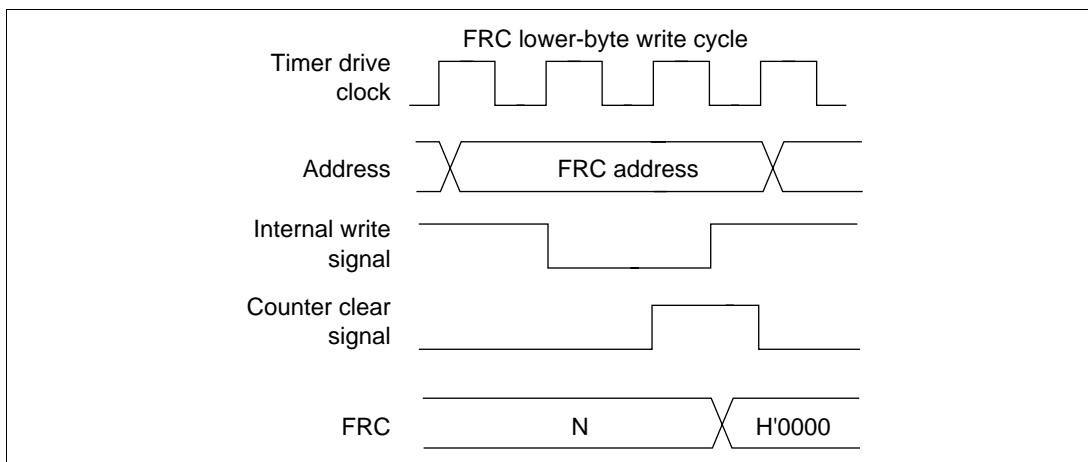 FRC lower-byte write cycle
Timer drive
clock
Address
FRC address
Internal write
signal
Counter clear
signal
FRC
N
H'0000